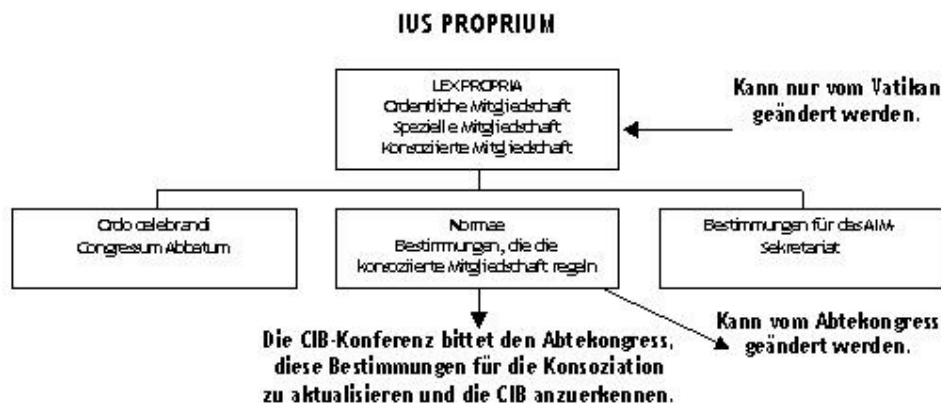 IUS PROPRIUM
LEX PROPRIA
Ordentliche Mitgliedschaft
Spezielle Mitgliedschaft
Konsoziierte Mitgliedschaft
Kann nur vom Vatikan
geändert werden.
Ordo celebrandi
Congressum Abbatum
Normae
Bestimmungen, die die
konsoziierte Mitgliedschaft regeln
Bestimmungen für das AIM-
Sekretariat
Die CIB-Konferenz bittet den Abtekongress,
diese Bestimmungen für die Konsoziation
zu aktualisieren und die CIB anzuerkennen.
Kann vom Abtekongress
geändert werden.